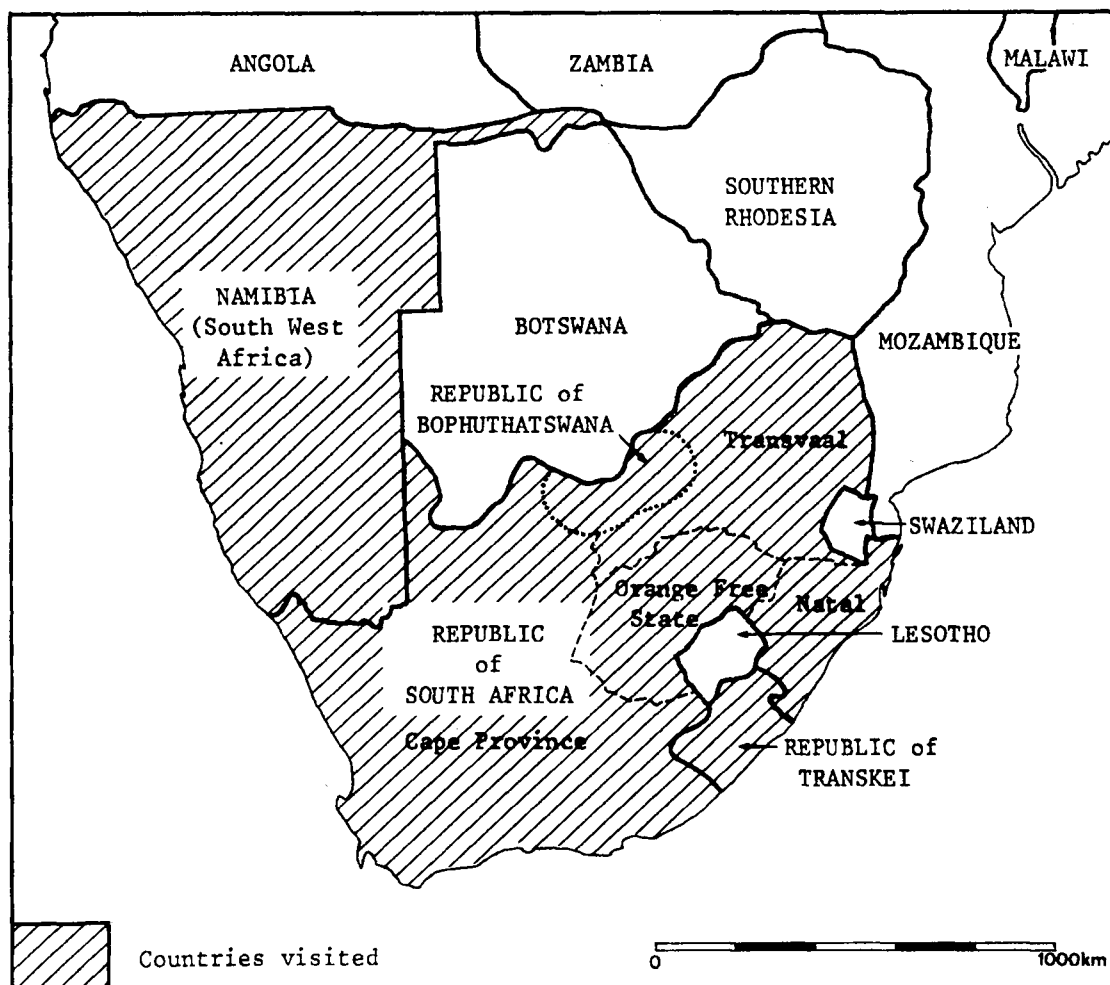 ANGOLA
ZAMBIA
MALAWI
SOUTHERN
RHODESIA
NAMIBIA
(South West
Africa)
BOTSWANA
MOZAMBIQUE
REPUBLIC of
BOPHUTHATSWANA
Transvaal
SWAZILAND
Orange Free
State
Natal
LESOTHO
REPUBLIC
of
SOUTH AFRICA
Cape Province
REPUBLIC of
TRANSKEI
Countries visited
0
1000km